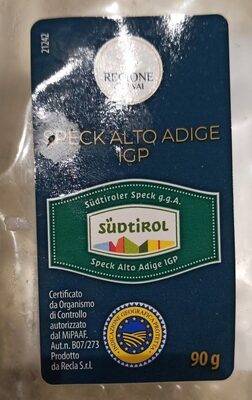 21242
REGIONE
SPECK ALTO ADIGE
IGP
Südtiroler Speck g.g.A.
SÜDTIROL
Speck Alto Adige IGP
Certificato
da Organismo
di Controllo
autorizzato
dal MiPAAF.
Aut.n. B07/273
Prodotto
da Recla S.r.l.
90 g